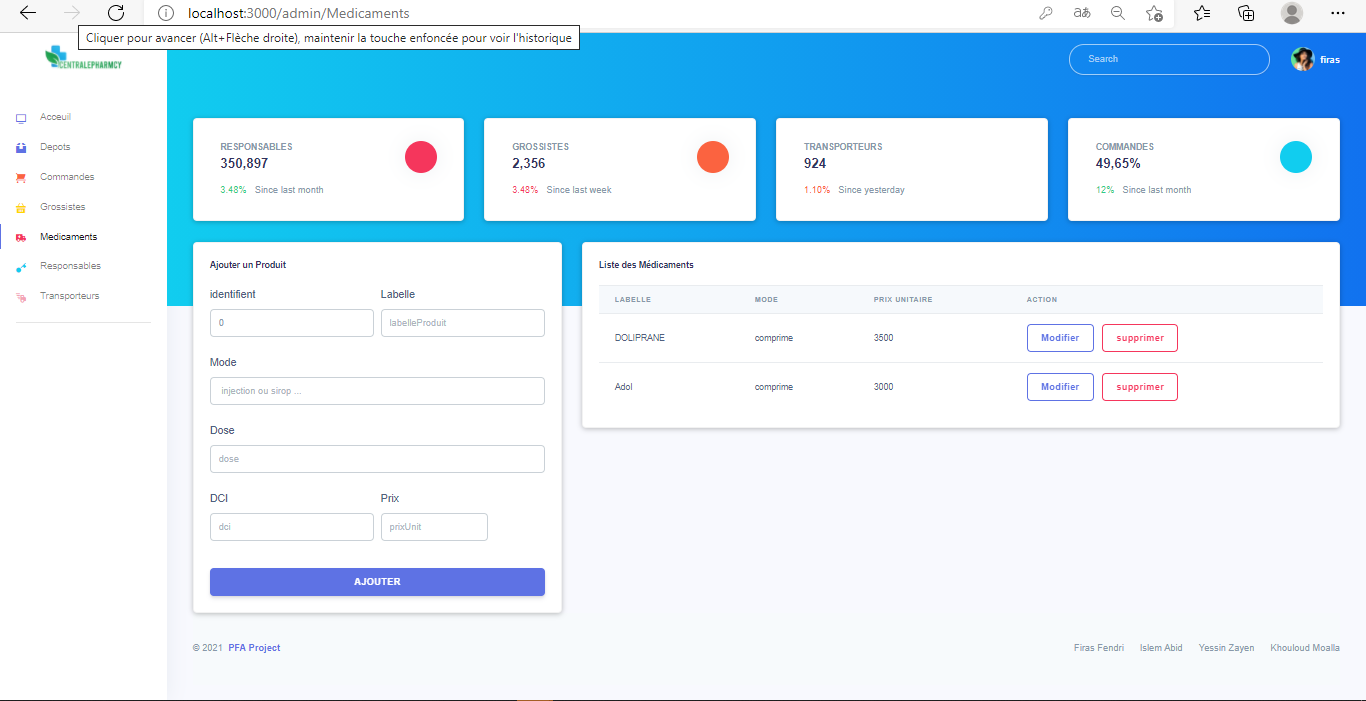 localhost:3000/admin/Medicaments
aあ
Cliquer pour avancer (Alt+Flèche droite), maintenir la touche enfoncée pour voir l'historique
CENTRALEPHARMCY
Search
firas
Acceuil
Depots
Commandes
Grossistes
Medicaments
Responsables
Transporteurs
RESPONSABLES
350,897
3.48% Since last month
GROSSISTES
2,356
3.48% Since last week
TRANSPORTEURS
924
1.10% Since yesterday
COMMANDES
49,65%
12% Since last month
Ajouter un Produit
identifient Labelle
0 labelleProduit
Mode
injection ou sirop ...
Dose
dose
DCI Prix
dci prixUnit
AJOUTER
Liste des Médicaments
LABELLE MODE PRIX UNITAIRE ACTION
DOLIPRANE comprime 3500 Modifier supprimer
Adol comprime 3000 Modifier supprimer
© 2021 PFA Project
Firas Fendri Islem Abid Yessin Zayen Khouloud Moalla